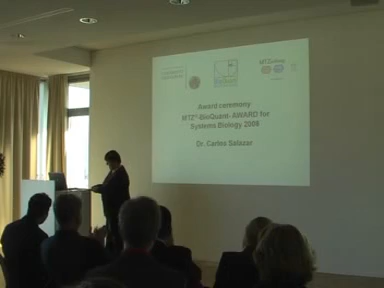 Award ceremony
MTZ®-BioQuant-AWARD for
Systems Biology 2008
Dr. Carlos Salazar